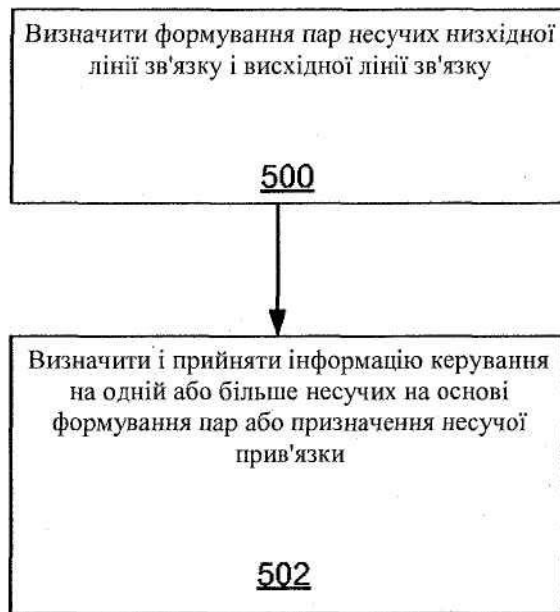 Визначити формування пар несучих низхідної
лінії зв'язку і висхідної лінії зв'язку
500
Визначити і прийняти інформацію керування
на одній або більше несучих на основі
формування пар або призначення несучої
прив'язки
502